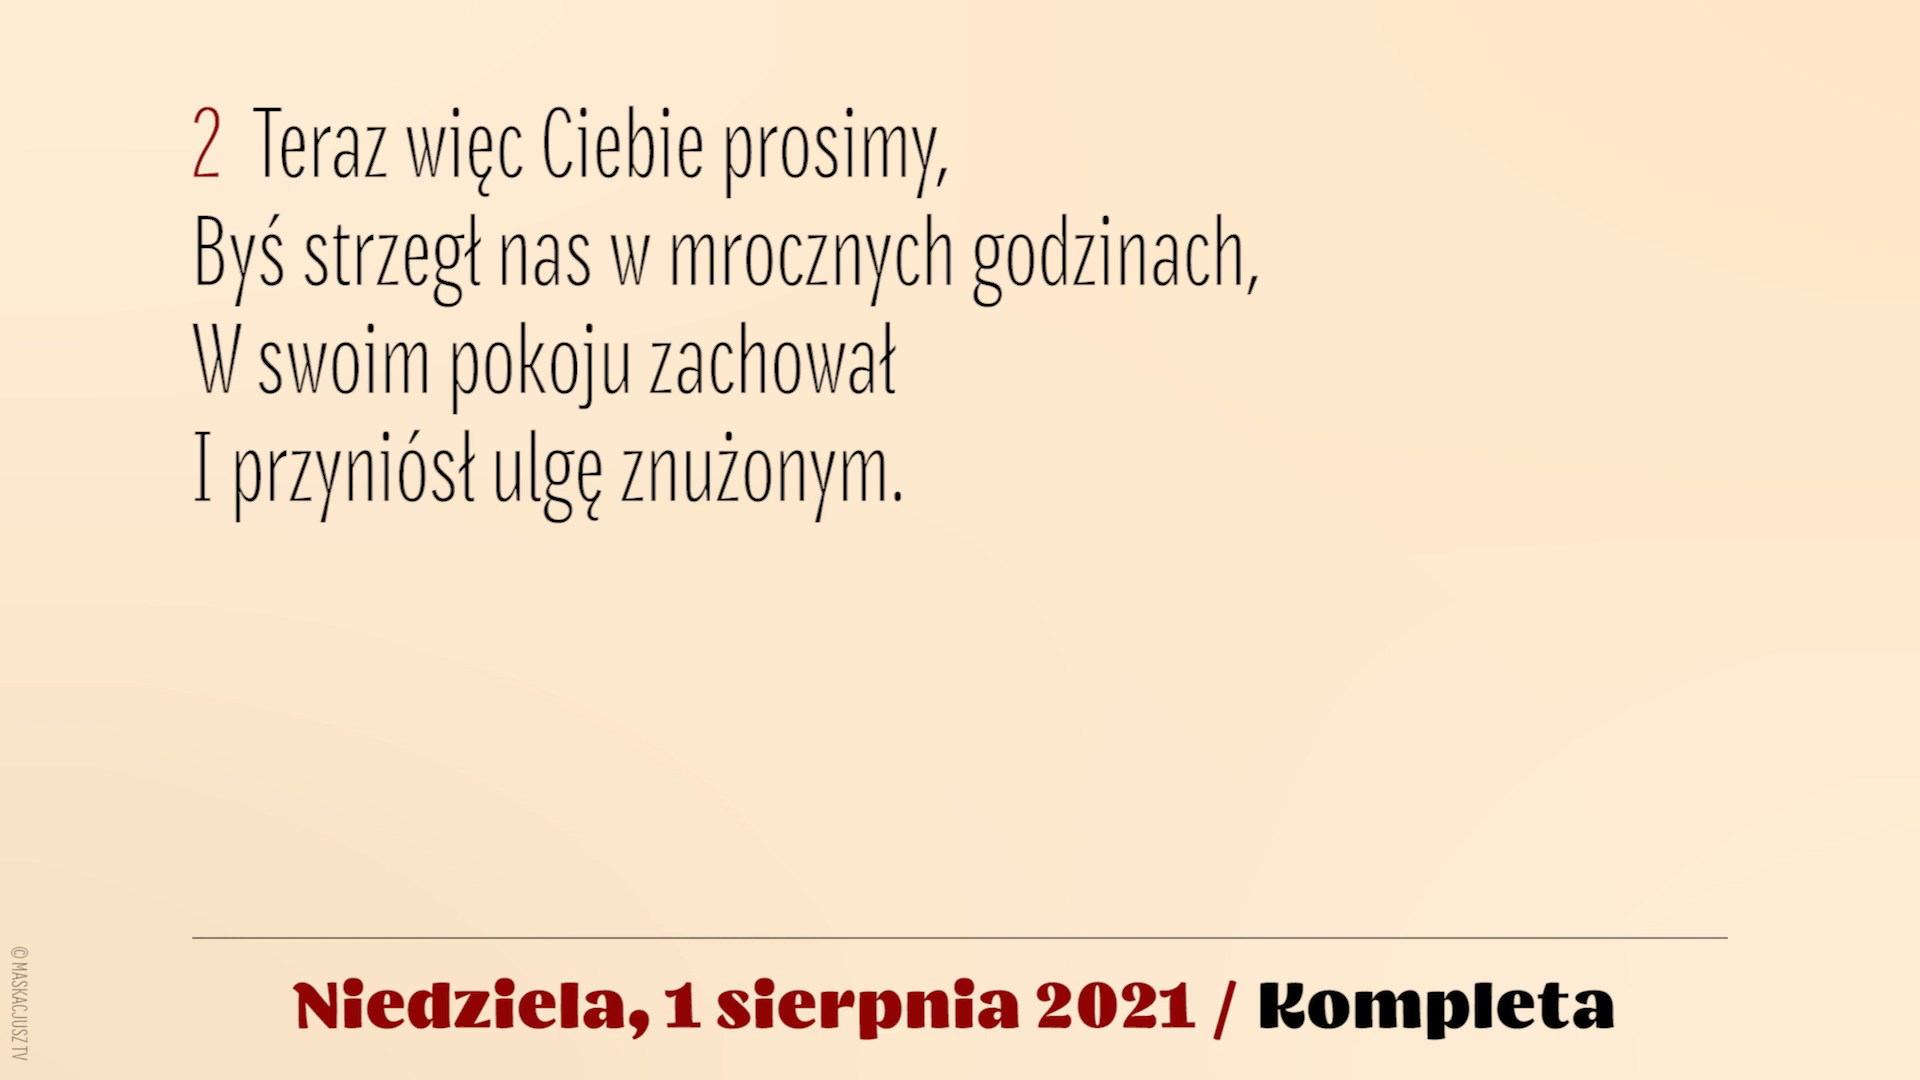 2 Teraz więc Ciebie prosimy,
Byś strzegł nas w mrocznych godzinach,
W swoim pokoju zachował
I przyniósł ulgę znużonym.
© MASKACJUSZ TV
Niedziela, 1 sierpnia 2021 / Kompleta